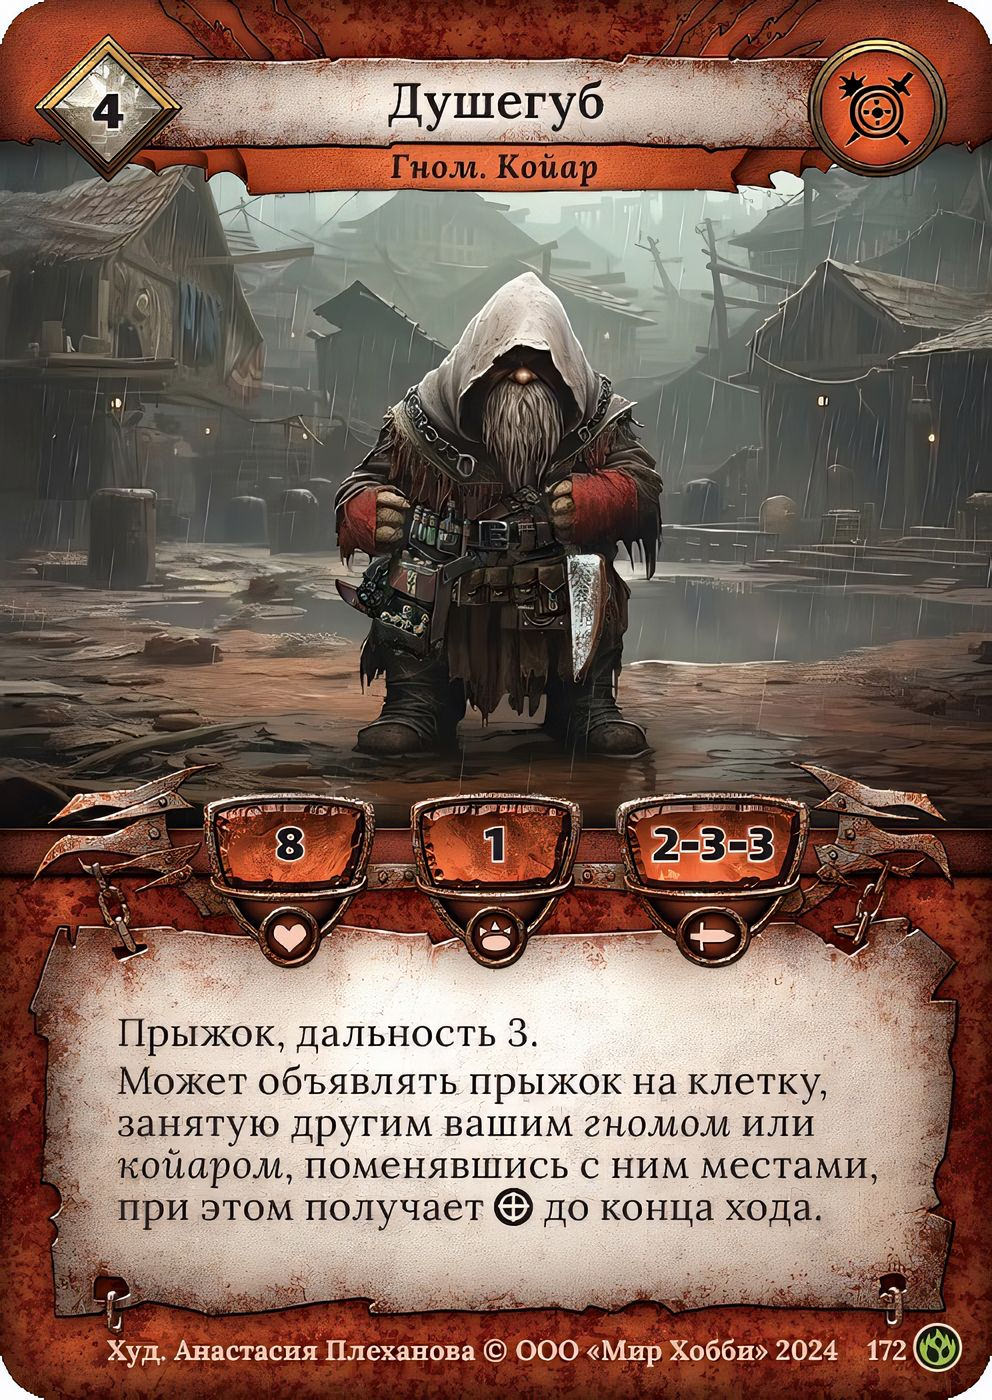 4
Душегуб
Гном. Койар
8
1
2-3-3
Прыжок, дальность 3.
Может объявлять прыжок на клетку,
занятую другим вашим гномом или
койаром, поменявшись с ним местами,
при этом получает до конца хода.
Худ. Анастасия Плеханова © ООО «Мир Хобби» 2024 172